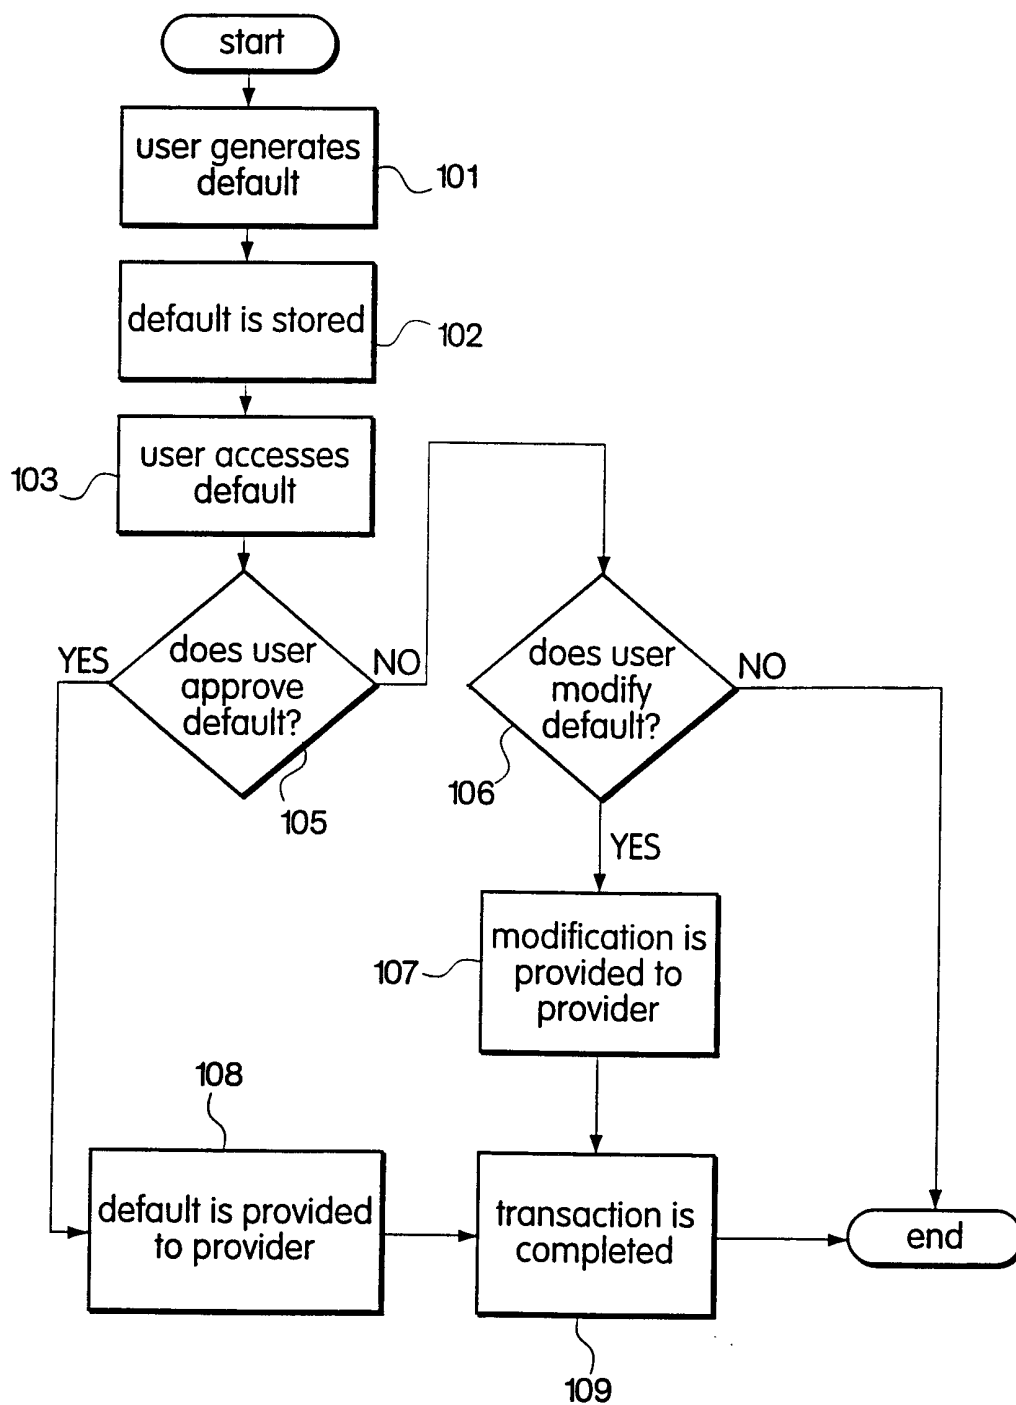 start
user generates
default
101
default is stored
102
user accesses
default
103
does user
approve
default?
YES
NO
105
does user
modify
default?
NO
106
YES
modification is
provided to
provider
107
108
default is provided
to provider
transaction is
completed
end
109